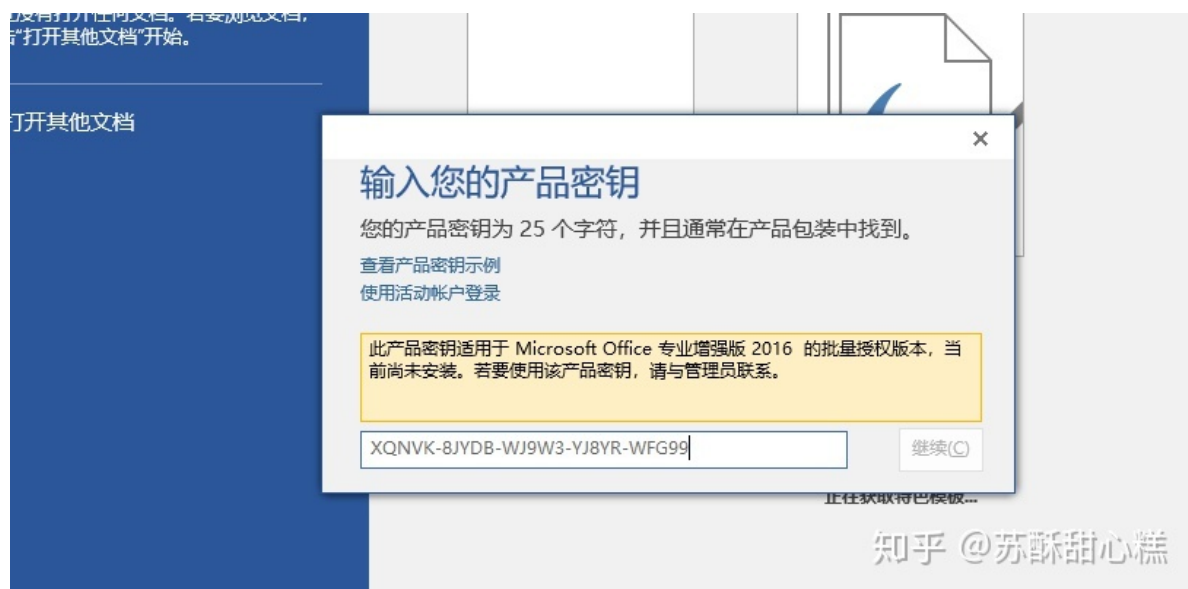 没有打开任何文档。若要浏览文档，
击“打开其他文档”开始。
打开其他文档
输入您的产品密钥
您的产品密钥为 25 个字符，并且通常在产品包装中找到。
查看产品密钥示例
使用活动帐户登录
此产品密钥适用于 Microsoft Office 专业增强版 2016 的批量授权版本，当
前尚未安装。若要使用该产品密钥，请与管理员联系。
XQNVK-8JYDB-WJ9W3-YJ8YR-WFG99
继续(C)
正在获取特色模板...
知乎 @苏酥甜心糕